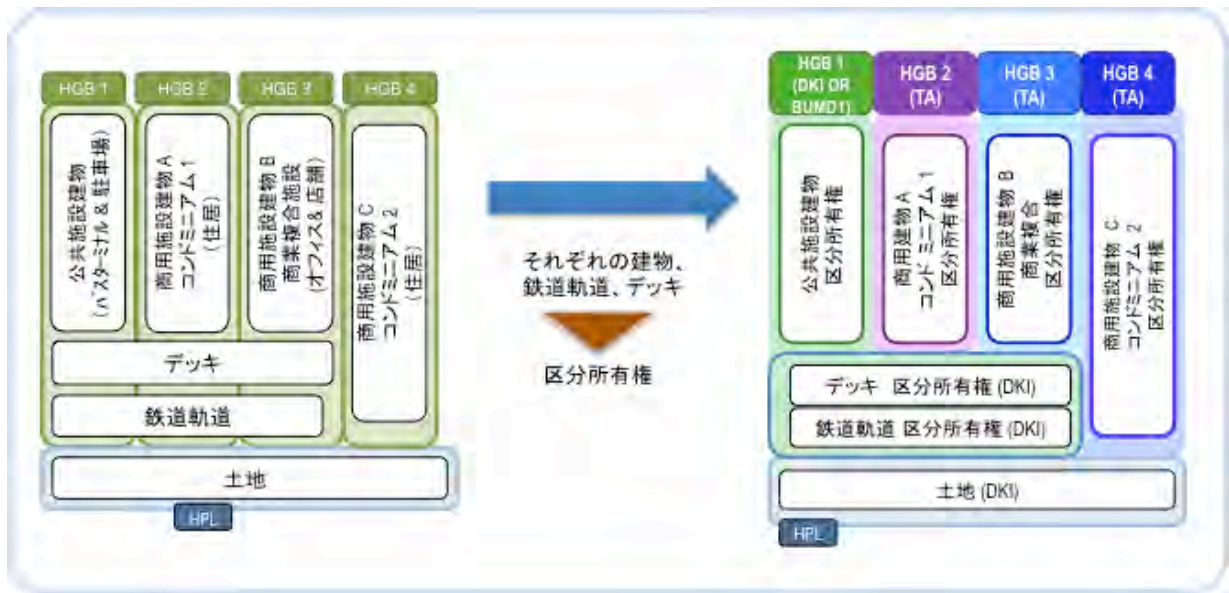 HGB 1
HGB 2
HGB 3
HGB 4
公共施設建物
(バスターミナル & 駐車場)
商用施設建物 A
コンドミニアム 1
(住居)
商用施設建物 B
商業複合施設
(オフィス& 店舗)
商用施設建物 C
コンドミニアム 2
(住居)
デッキ
鉄道軌道
土地
HPL
それぞれの建物、
鉄道軌道、デッキ
区分所有権
HGB 1
(DKI OR
BUMD1)
HGB 2
(TA)
HGB 3
(TA)
HGB 4
(TA)
公共施設建物
区分所有権
商用建物 A
コンドミニアム 1
区分所有権
商用施設建物 B
商業複合
区分所有権
商用施設建物 C
コンドミニアム 2
区分所有権
デッキ 区分所有権 (DKI)
鉄道軌道 区分所有権 (DKI)
土地 (DKI)
HPL